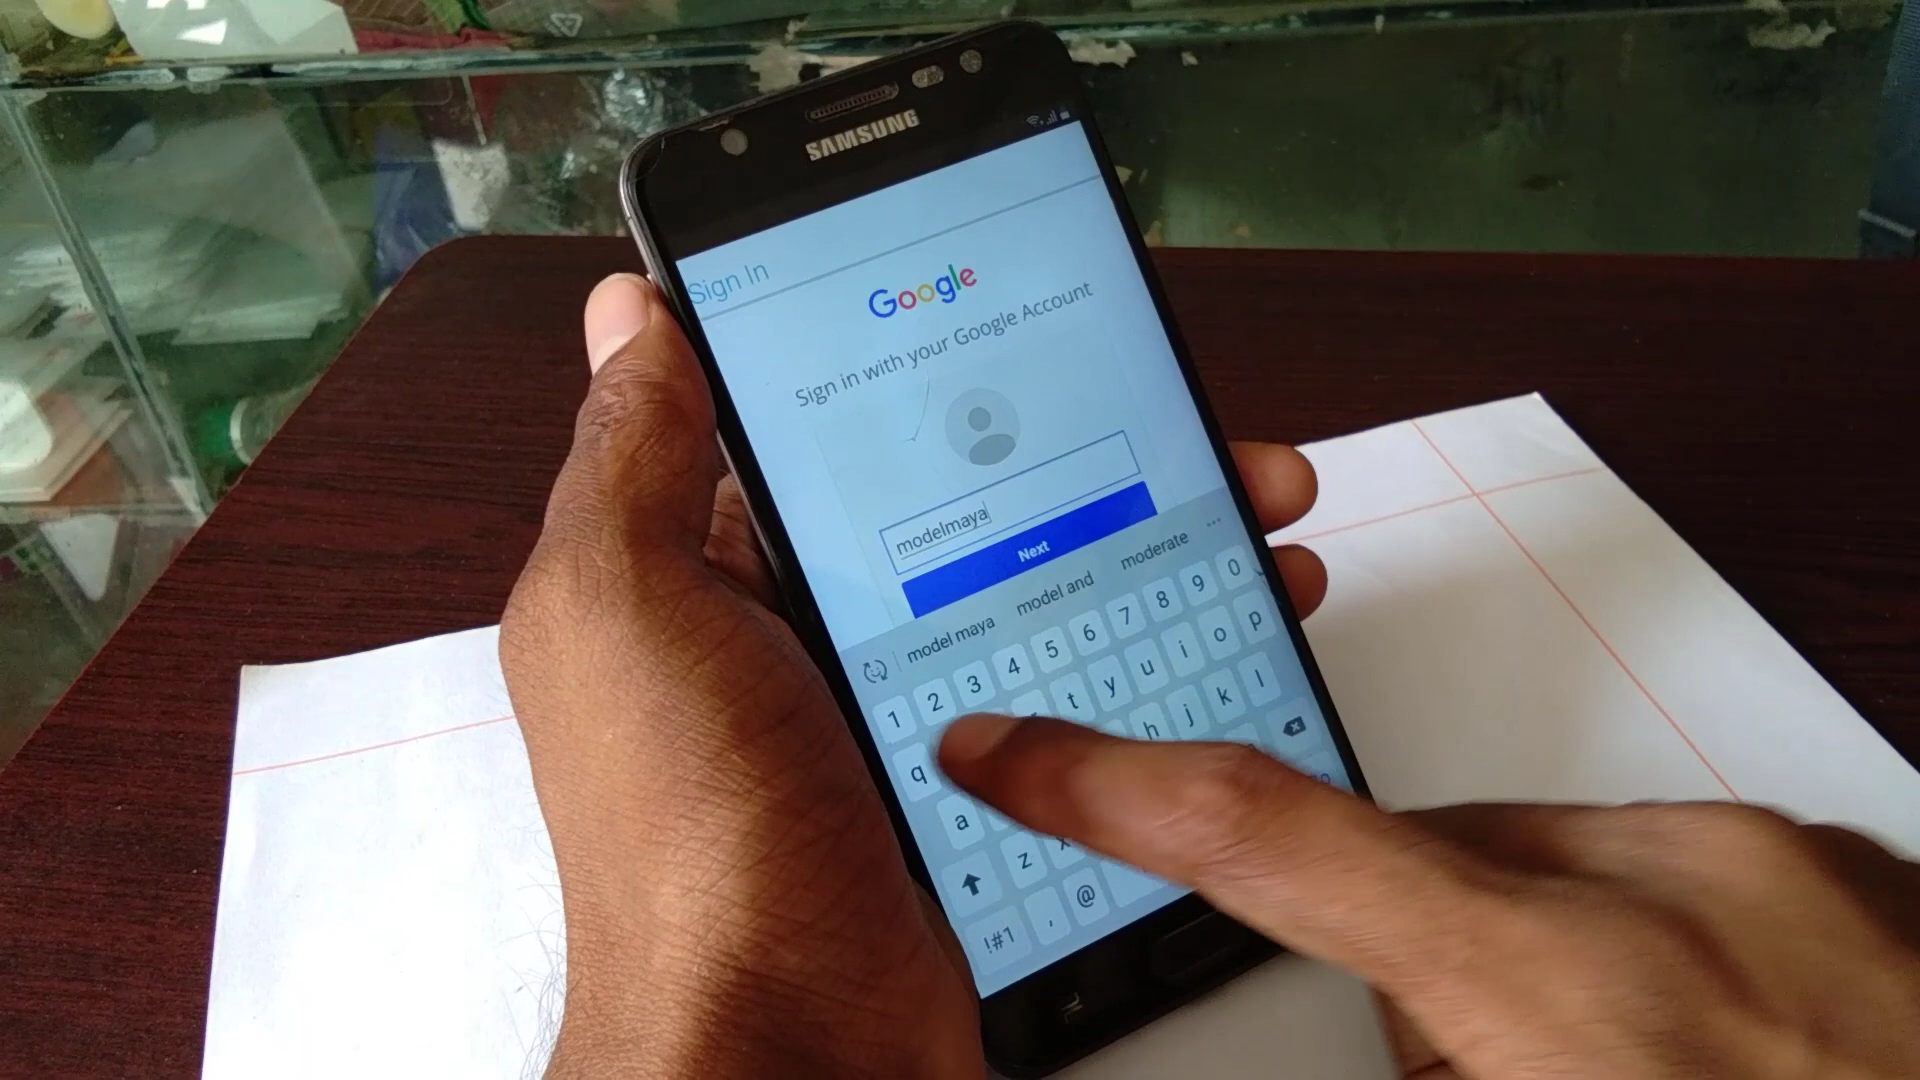 SAMSUNG
Sign In
Google
Sign in with your Google Account
modelmaya
Next
model maya model and moderate ...
1 2 3 4 5 6 7 8 9 0
q t y u i o p
a h j k l
z x
!#1 , @